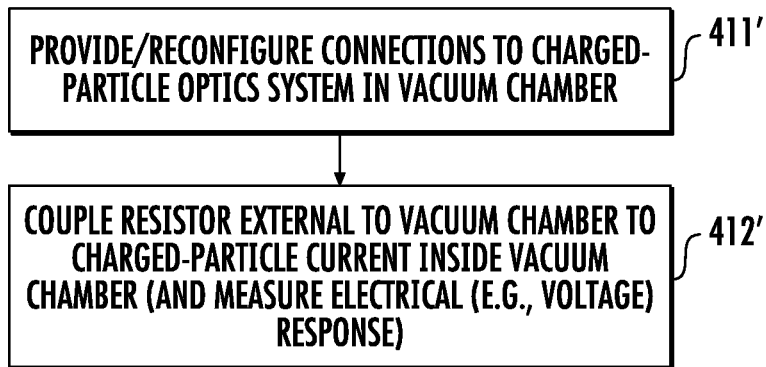 PROVIDE/RECONFIGURE CONNECTIONS TO CHARGED-
PARTICLE OPTICS SYSTEM IN VACUUM CHAMBER
411'
COUPLE RESISTOR EXTERNAL TO VACUUM CHAMBER TO
CHARGED-PARTICLE CURRENT INSIDE VACUUM
CHAMBER (AND MEASURE ELECTRICAL (E.G., VOLTAGE)
RESPONSE)
412'